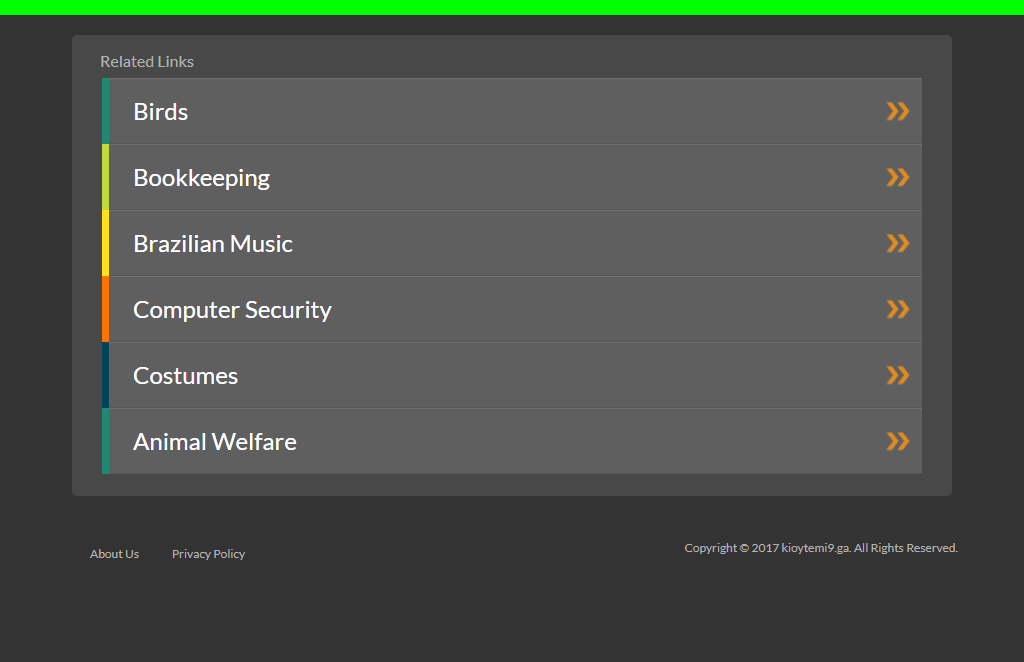 Related Links
Birds
Bookkeeping
Brazilian Music
Computer Security
Costumes
Animal Welfare
About Us
Privacy Policy
Copyright © 2017 kioytemi9.ga. All Rights Reserved.